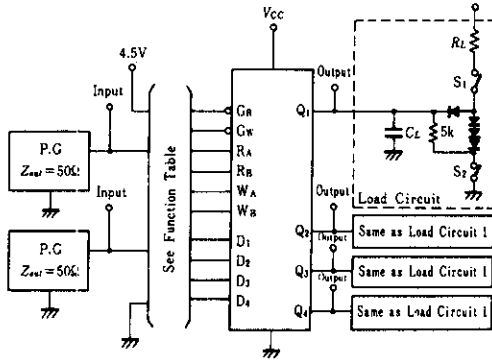 VCC
Load Circuit
RL
S1
4.5V
Input
Output
P.G
Zout = 50Ω
See Function Table
GR
GW
RA
RB
WA
WB
D1
D2
D3
D4
Q1
CL
5k
S2
Input
P.G
Zout = 50Ω
Output
Q2
Same as Load Circuit 1
Output
Q3
Same as Load Circuit 1
Output
Q4
Same as Load Circuit 1